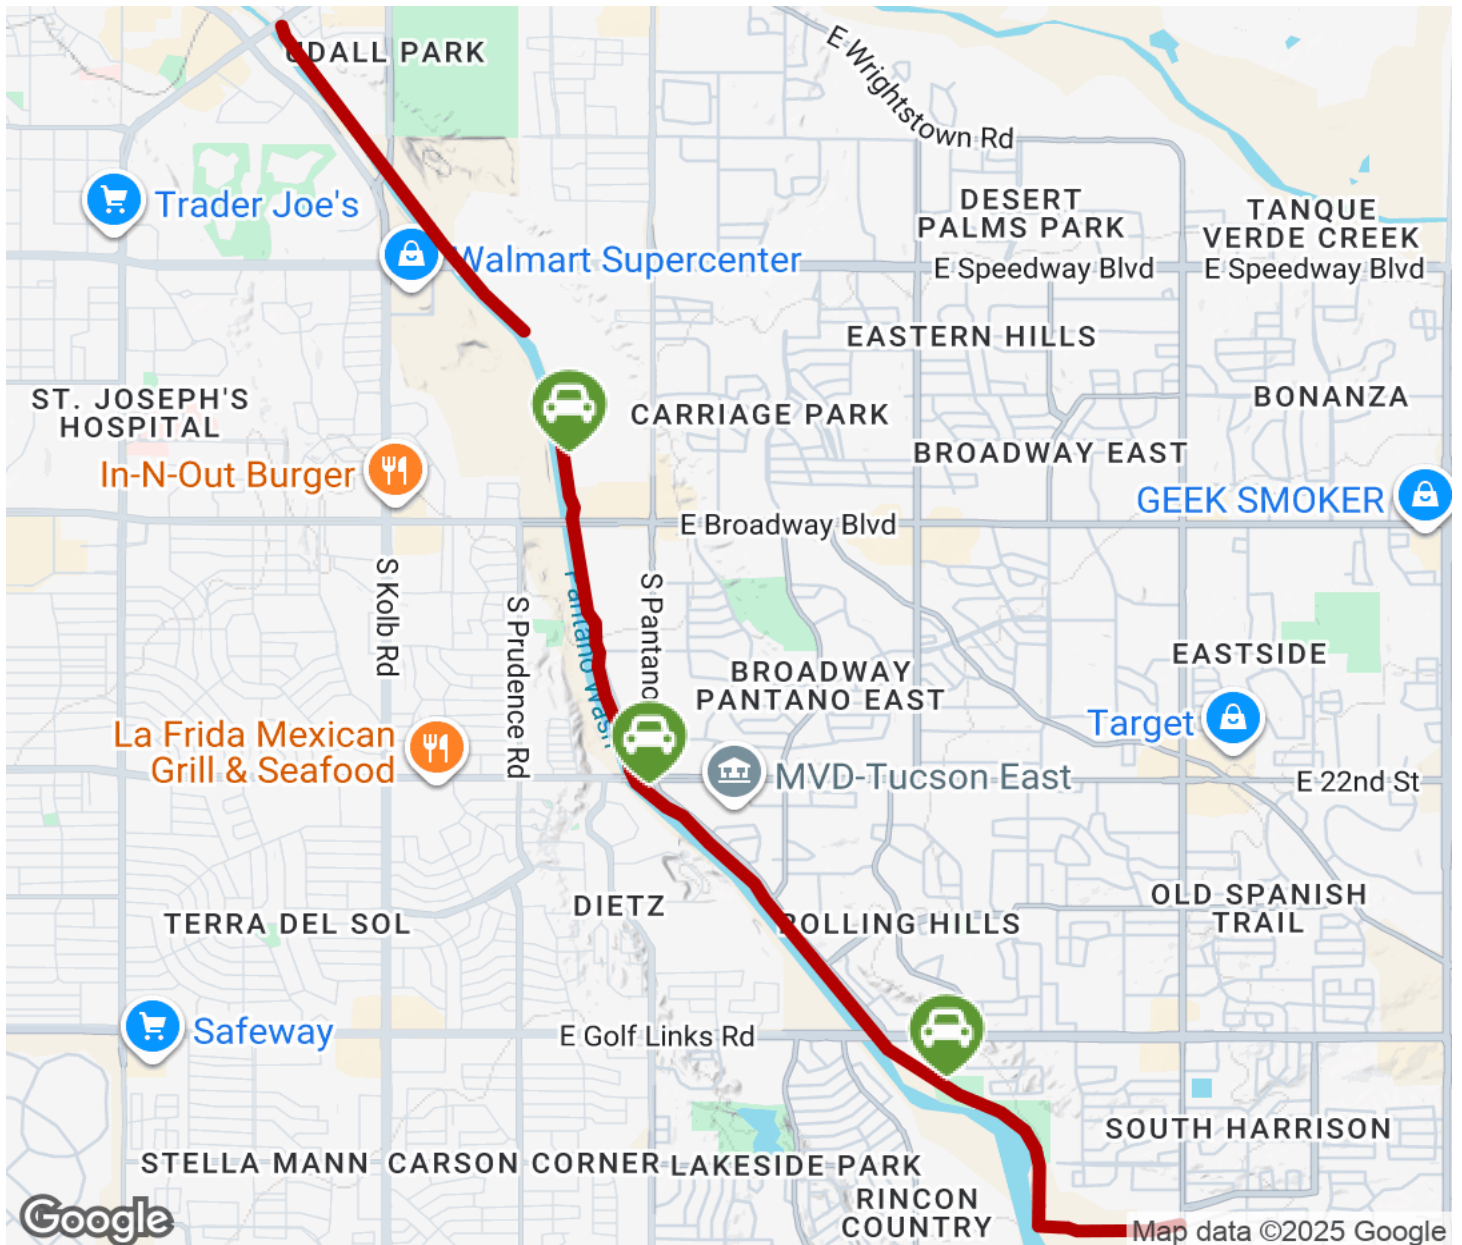 UDALL PARK
E Wrightstown Rd
Trader Joe's
DESERT
PALMS PARK
TANQUE
VERDE CREEK
Walmart Supercenter
E Speedway Blvd
E Speedway Blvd
EASTERN HILLS
ST. JOSEPH'S
HOSPITAL
CARRIAGE PARK
BONANZA
BROADWAY EAST
In-N-Out Burger
GEEK SMOKER
E Broadway Blvd
S Kolb Rd
S Prudence Rd
Pantano Wash
S Pantano
BROADWAY
PANTANO EAST
EASTSIDE
Target
La Frida Mexican
Grill & Seafood
MVD-Tucson East
E 22nd St
DIETZ
TERRA DEL SOL
ROLLING HILLS
OLD SPANISH
TRAIL
Safeway
E Golf Links Rd
SOUTH HARRISON
STELLA MANN
CARSON CORNER
LAKESIDE PARK
RINCON
COUNTRY
Google
Map data ©2025 Google